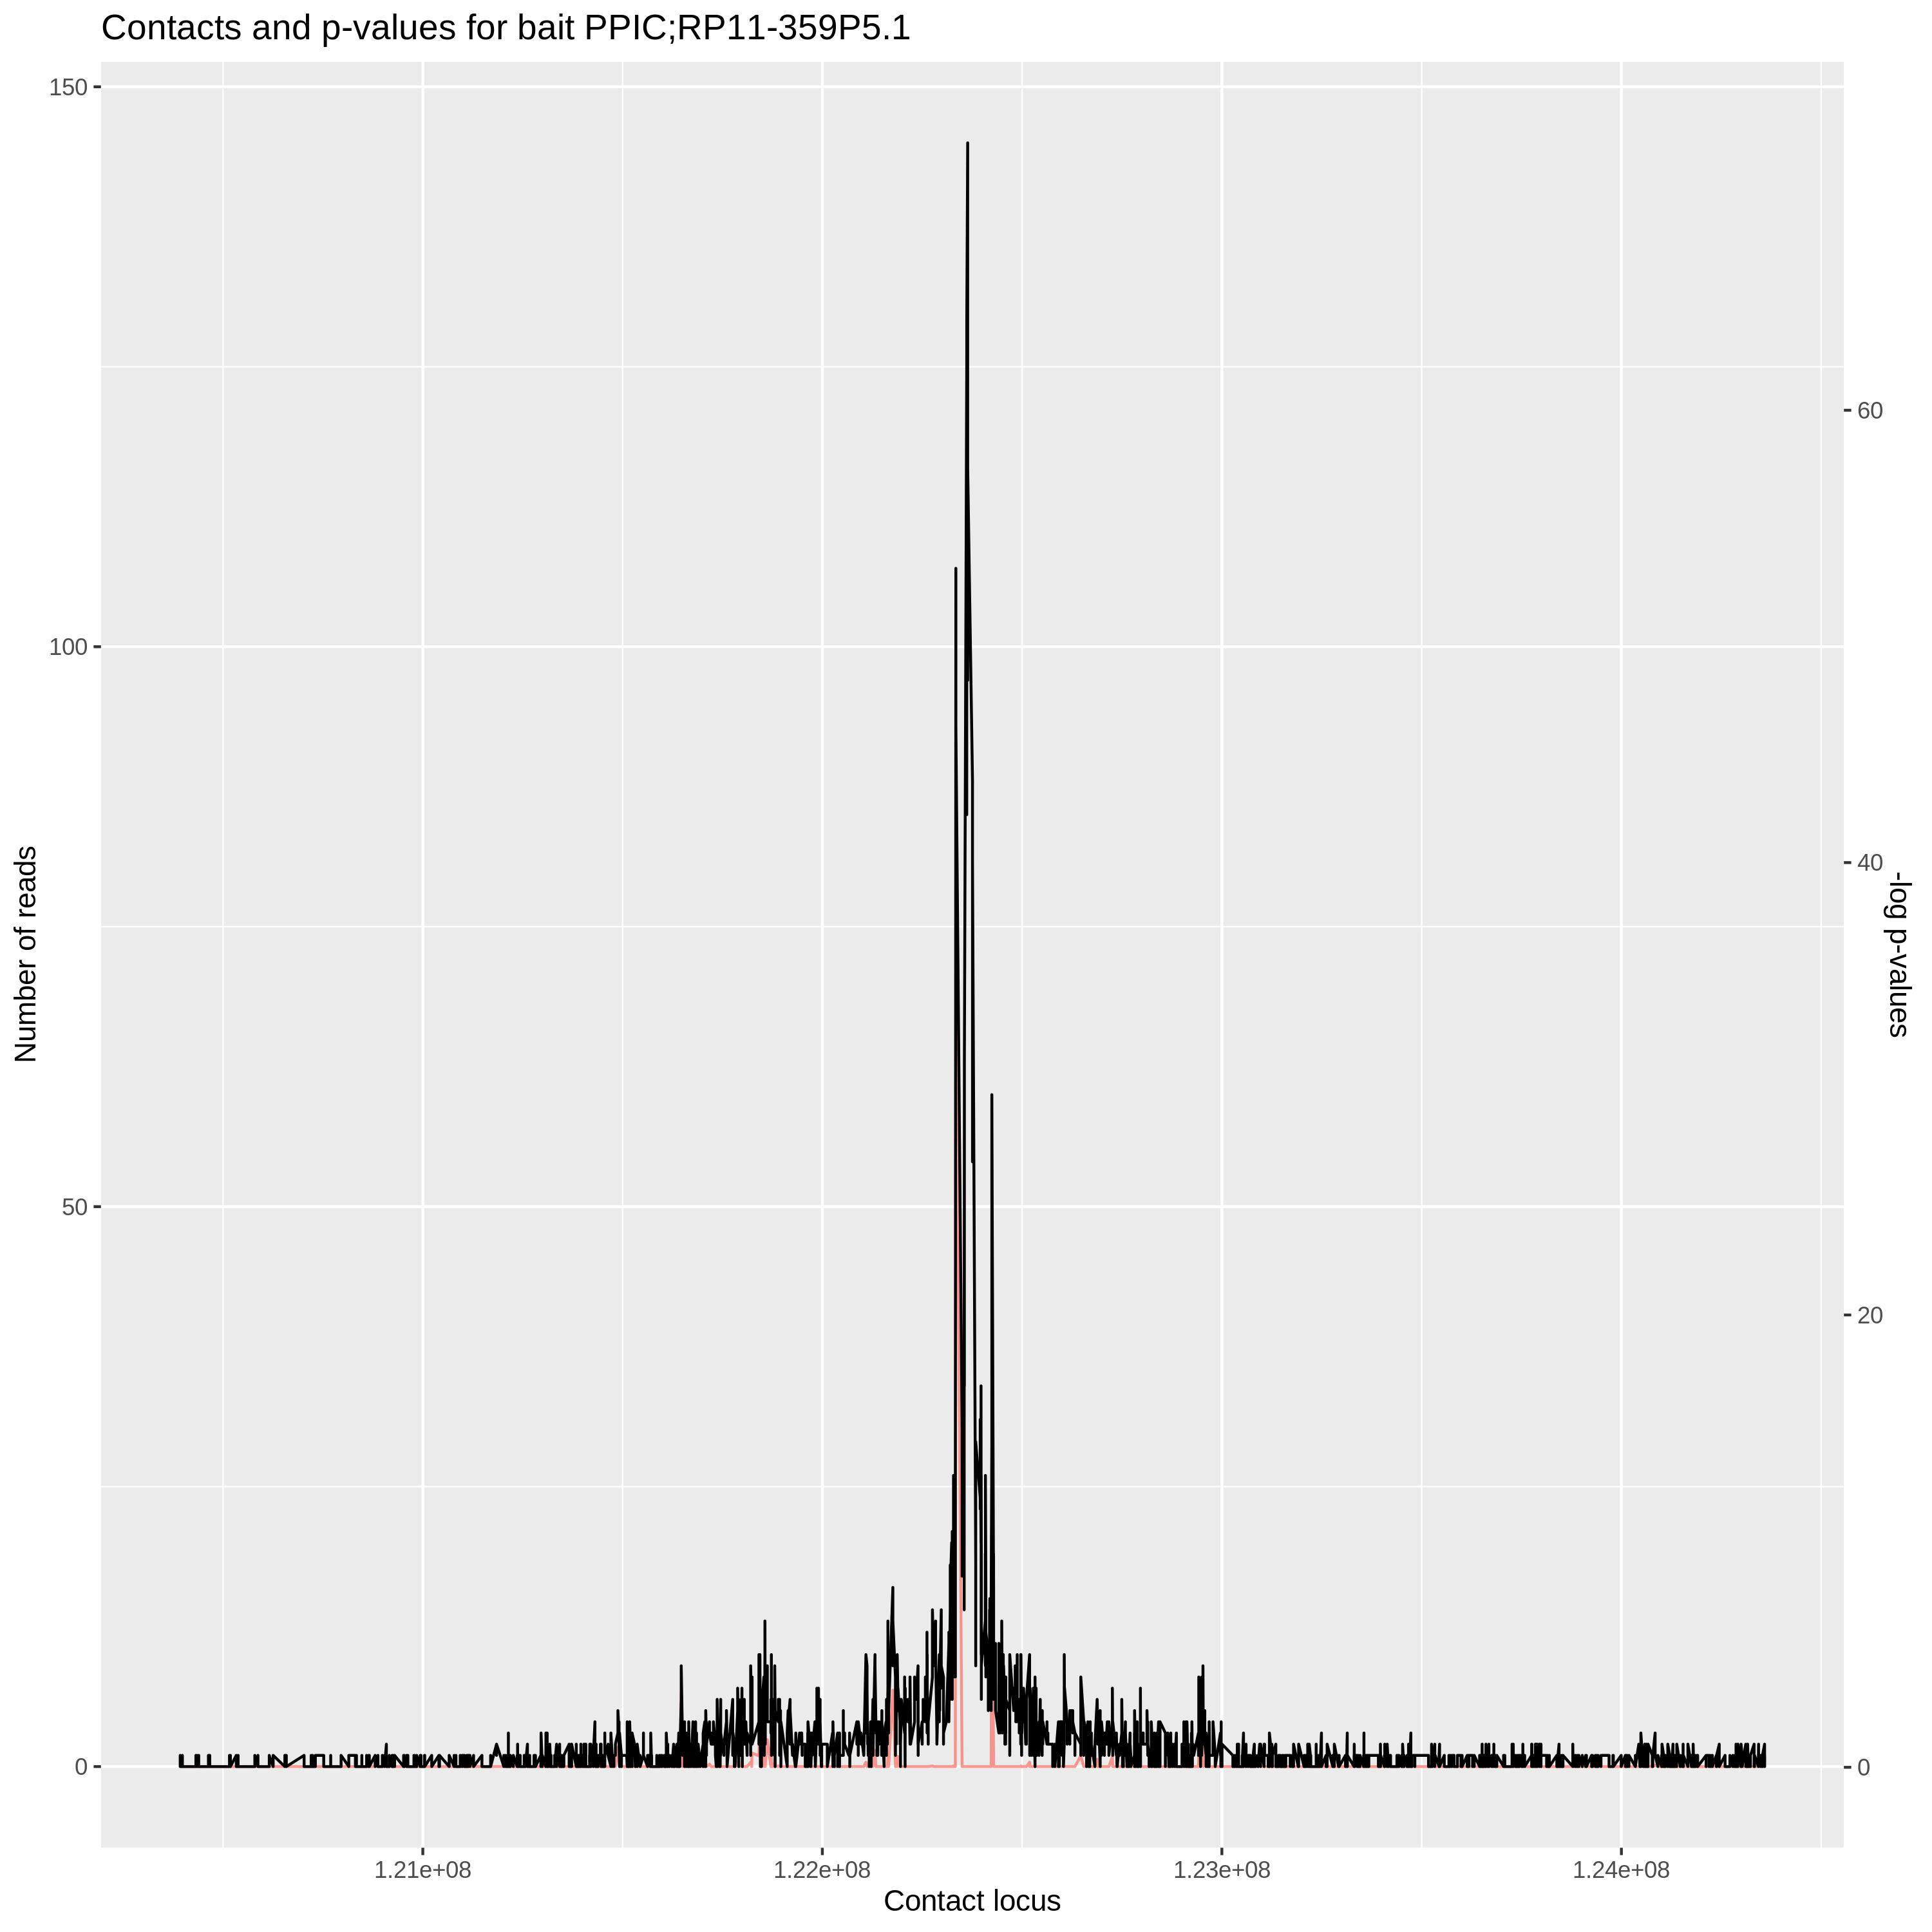 Contacts and p-values for bait PPIC;RP11-359P5.1
150
100
50
0
Number of reads
60
40
20
0
-log p-values
1.21e+08
1.22e+08
1.23e+08
1.24e+08
Contact locus